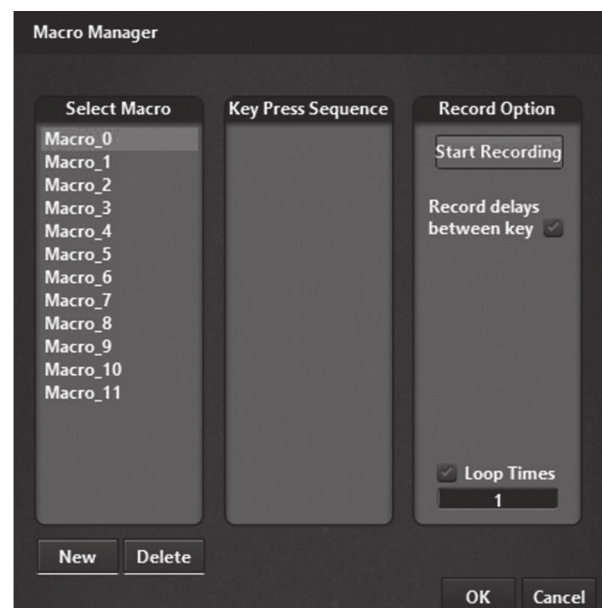 Macro Manager
Select Macro
Macro_0
Macro_1
Macro_2
Macro_3
Macro_4
Macro_5
Macro_6
Macro_7
Macro_8
Macro_9
Macro_10
Macro_11
New Delete
Key Press Sequence
Record Option
Start Recording
Record delays
between key
Loop Times
1
OK Cancel